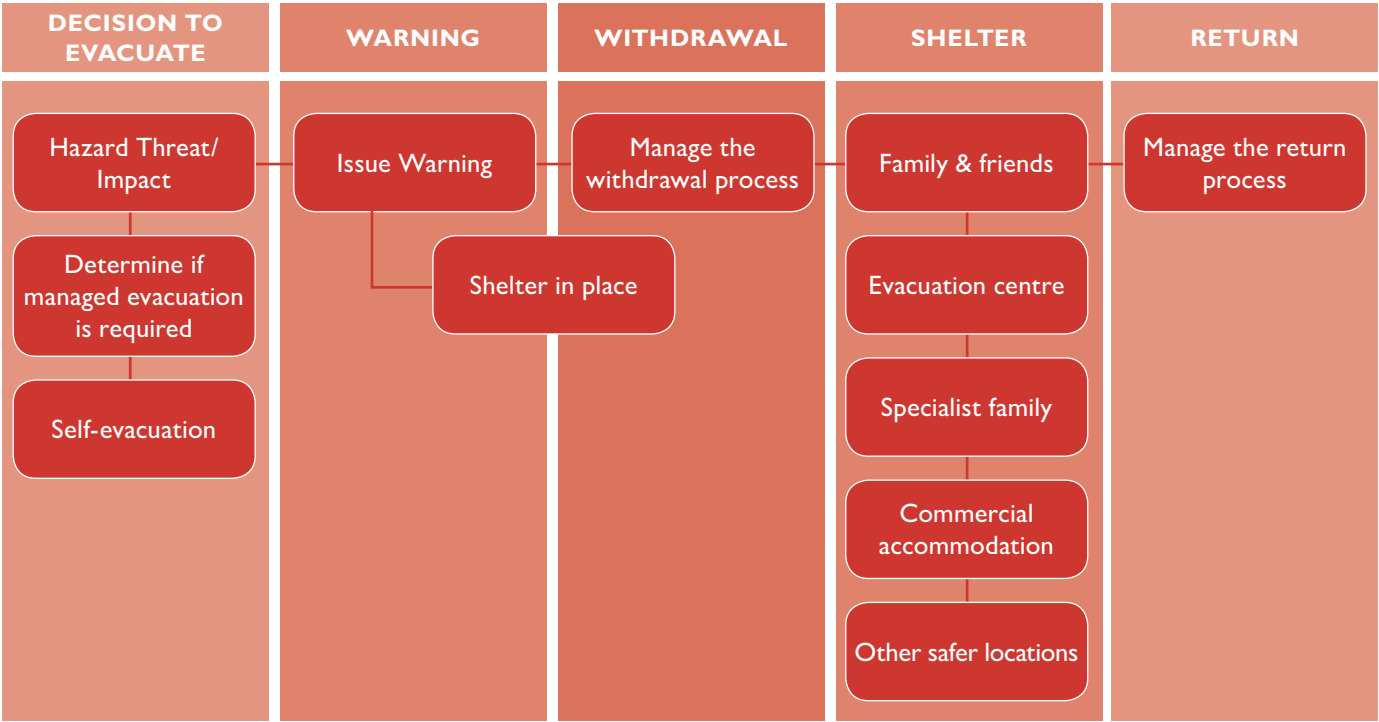 DECISION TO
EVACUATE
WARNING
WITHDRAWAL
SHELTER
RETURN
Hazard Threat/
Impact
Determine if
managed evacuation
is required
Self-evacuation
Issue Warning
Shelter in place
Manage the
withdrawal process
Family & friends
Evacuation centre
Specialist family
Commercial
accommodation
Other safer locations
Manage the return
process